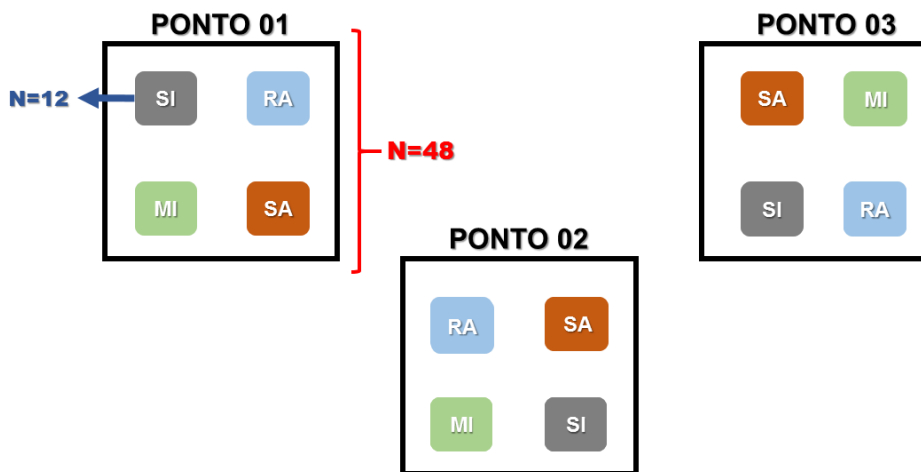 PONTO 01
SI
RA
N=12
N=48
MI
SA
PONTO 02
RA
SA
MI
SI
PONTO 03
SA
MI
SI
RA